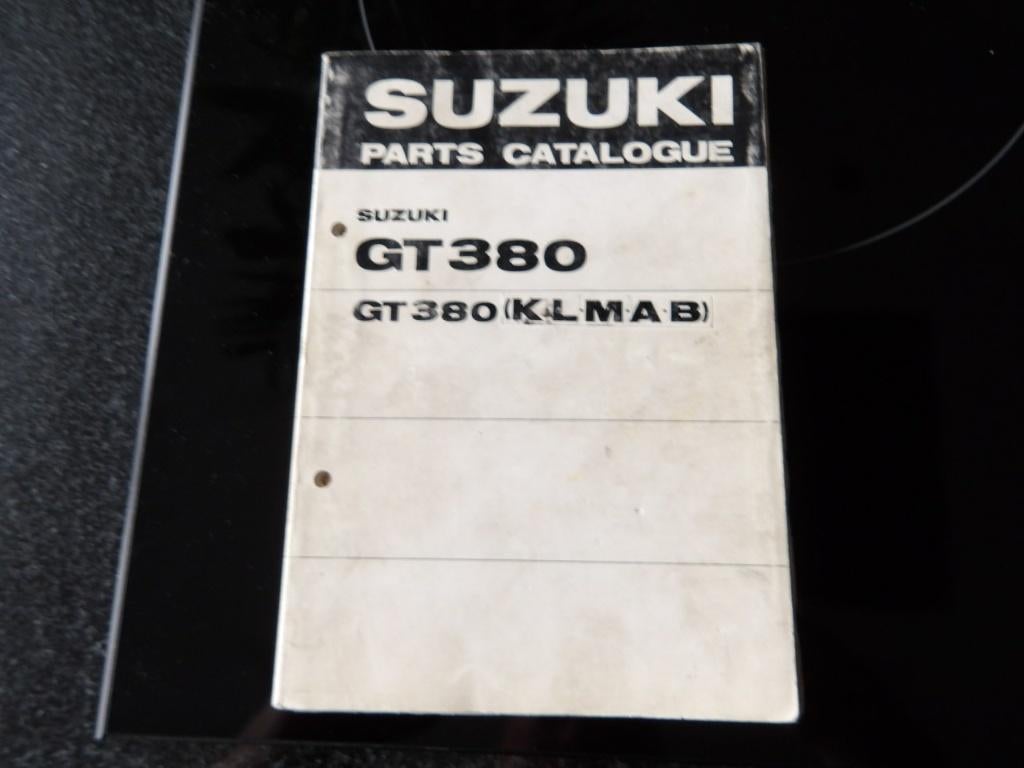 SUZUKI
PARTS CATALOGUE
SUZUKI
GT380
GT380 (K·L·M·A·B)